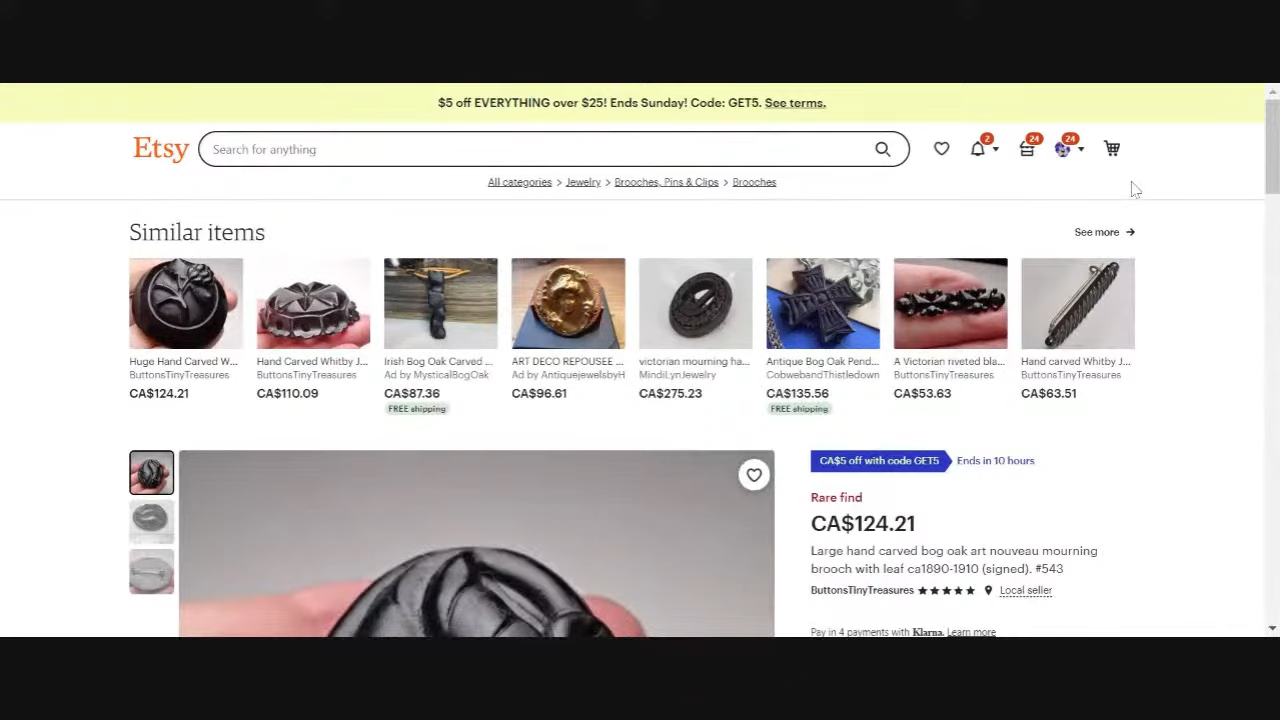 $5 off EVERYTHING over $25! Ends Sunday! Code: GET5. See terms.
Etsy
Search for anything
2
24
24
All categories > Jewelry > Brooches, Pins & Clips > Brooches
Similar items
See more →
Huge Hand Carved W...
ButtonsTinyTreasures
CA$124.21
Hand Carved Whitby J...
ButtonsTinyTreasures
CA$110.09
Irish Bog Oak Carved ...
Ad by MysticalBogOak
CA$87.36
FREE shipping
ART DECO REPOUSEE ...
Ad by AntiquejewelsbyH
CA$96.61
victorian mourning ha...
MindiLynJewelry
CA$275.23
Antique Bog Oak Pend...
CobwebandThistledown
CA$135.56
FREE shipping
A Victorian riveted bla...
ButtonsTinyTreasures
CA$53.63
Hand carved Whitby J...
ButtonsTinyTreasures
CA$63.51
CA$5 off with code GET5 Ends in 10 hours
Rare find
CA$124.21
Large hand carved bog oak art nouveau mourning
brooch with leaf ca1890-1910 (signed). #543
ButtonsTinyTreasures ★★★★★ Local seller
Pay in 4 payments with Klarna. Learn more